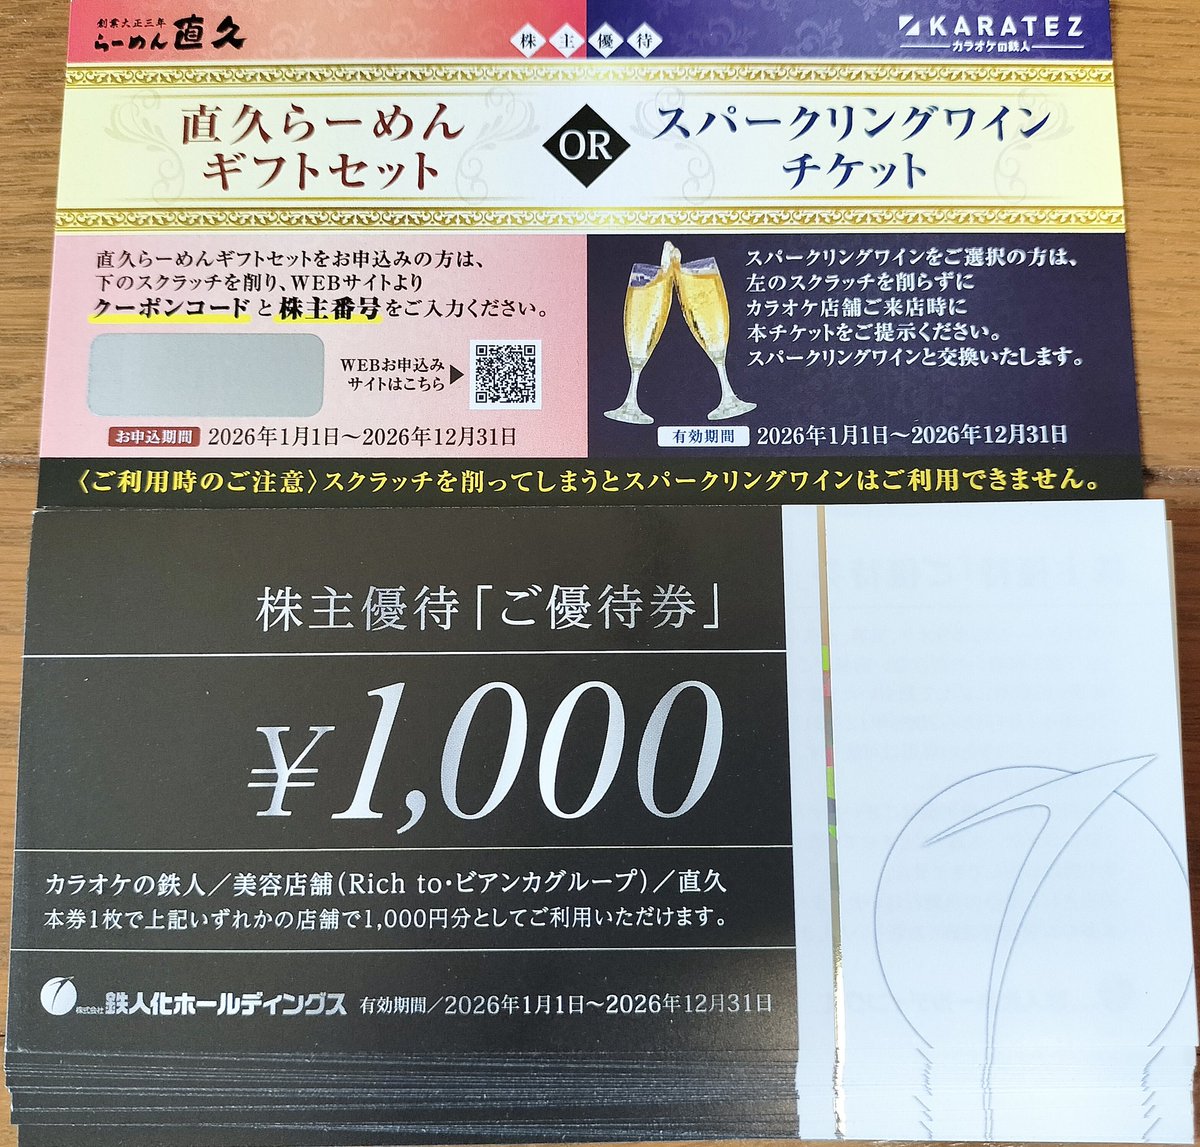 創業大正三年
らーめん 直久
株主優待
KARATEZ
カラオケの鉄人
直久らーめん
ギフトセット
OR
スパークリングワイン
チケット
直久らーめんギフトセットをお申込みの方は、
下のスクラッチを削り、WEBサイトより
クーポンコードと株主番号をご入力ください。
WEBお申込み
サイトはこちら
お申込期間 2026年1月1日～2026年12月31日
スパークリングワインをご選択の方は、
左のスクラッチを削らずに
カラオケ店舗ご来店時に
本チケットをご提示ください。
スパークリングワインと交換いたします。
有効期間 2026年1月1日～2026年12月31日
〈ご利用時のご注意〉スクラッチを削ってしまうとスパークリングワインはご利用できません。
株主優待「ご優待券」
¥1,000
カラオケの鉄人／美容店舗(Rich to・ビアンカグループ)／直久
本券1枚で上記いずれかの店舗で1,000円分としてご利用いただけます。
株式会社鉄人化ホールディングス 有効期間／2026年1月1日～2026年12月31日